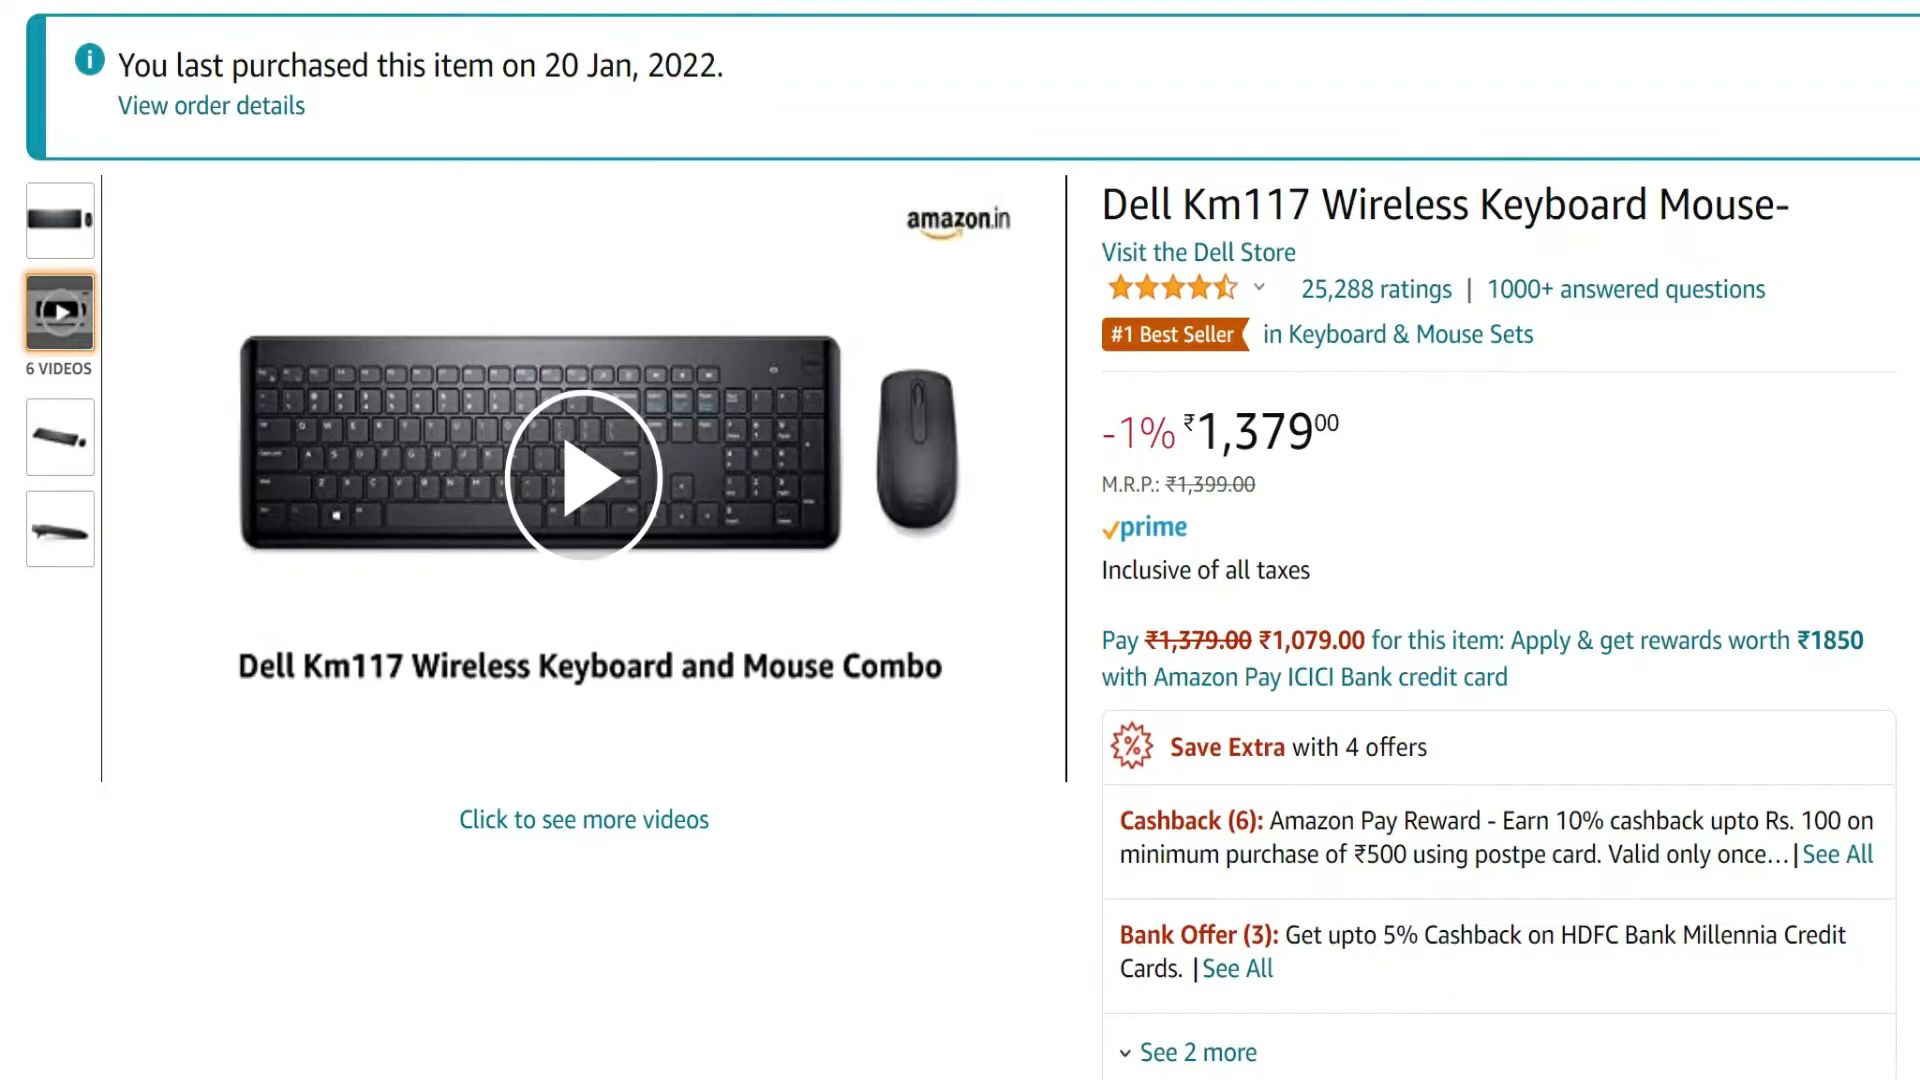 You last purchased this item on 20 Jan, 2022.
View order details
6 VIDEOS
amazon.in
Dell Km117 Wireless Keyboard and Mouse Combo
Click to see more videos
Dell Km117 Wireless Keyboard Mouse-
Visit the Dell Store
25,288 ratings | 1000+ answered questions
#1 Best Seller in Keyboard & Mouse Sets
-1% ₹1,37900
M.R.P.: ₹1,399.00
prime
Inclusive of all taxes
Pay ₹1,379.00 ₹1,079.00 for this item: Apply & get rewards worth ₹1850
with Amazon Pay ICICI Bank credit card
% Save Extra with 4 offers
Cashback (6): Amazon Pay Reward - Earn 10% cashback upto Rs. 100 on
minimum purchase of ₹500 using postpe card. Valid only once… | See All
Bank Offer (3): Get upto 5% Cashback on HDFC Bank Millennia Credit
Cards. | See All
See 2 more